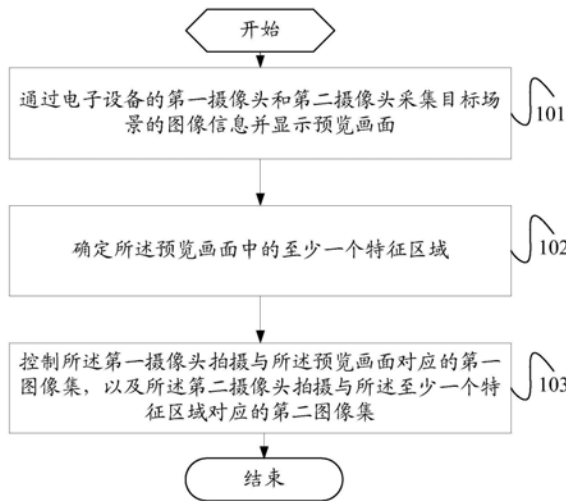 开始
通过电子设备的第一摄像头和第二摄像头采集目标场
景的图像信息并显示预览画面
101
确定所述预览画面中的至少一个特征区域
102
控制所述第一摄像头拍摄与所述预览画面对应的第一
图像集，以及所述第二摄像头拍摄与所述至少一个特
征区域对应的第二图像集
103
结束